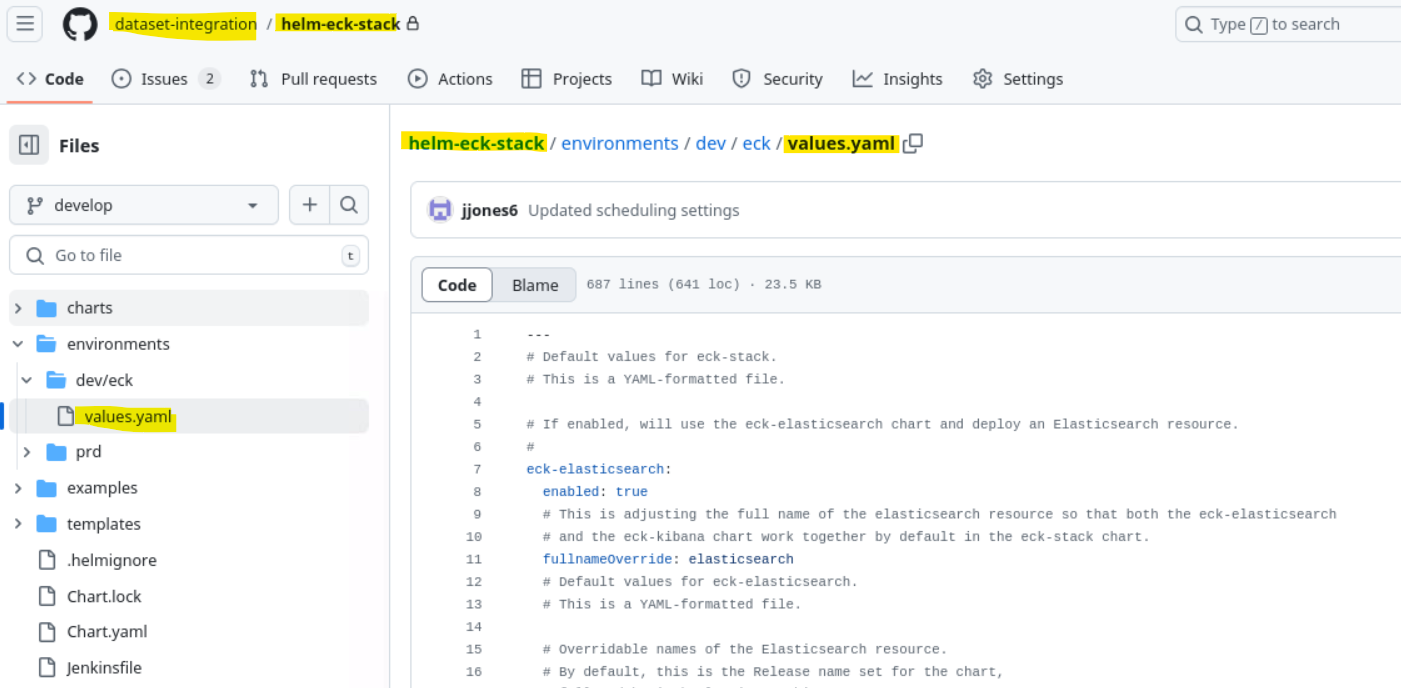 dataset-integration / helm-eck-stack
Type / to search
Code Issues 2 Pull requests Actions Projects Wiki Security Insights Settings
Files
develop
Go to file t
charts
environments
dev/eck
values.yaml
prd
examples
templates
.helmignore
Chart.lock
Chart.yaml
Jenkinsfile
helm-eck-stack / environments / dev / eck / values.yaml
jjones6 Updated scheduling settings
Code Blame 687 lines (641 loc) · 23.5 KB
1 ---
2 # Default values for eck-stack.
3 # This is a YAML-formatted file.
4
5 # If enabled, will use the eck-elasticsearch chart and deploy an Elasticsearch resource.
6 #
7 eck-elasticsearch:
8 enabled: true
9 # This is adjusting the full name of the elasticsearch resource so that both the eck-elasticsearch
10 # and the eck-kibana chart work together by default in the eck-stack chart.
11 fullnameOverride: elasticsearch
12 # Default values for eck-elasticsearch.
13 # This is a YAML-formatted file.
14
15 # Overridable names of the Elasticsearch resource.
16 # By default, this is the Release name set for the chart,